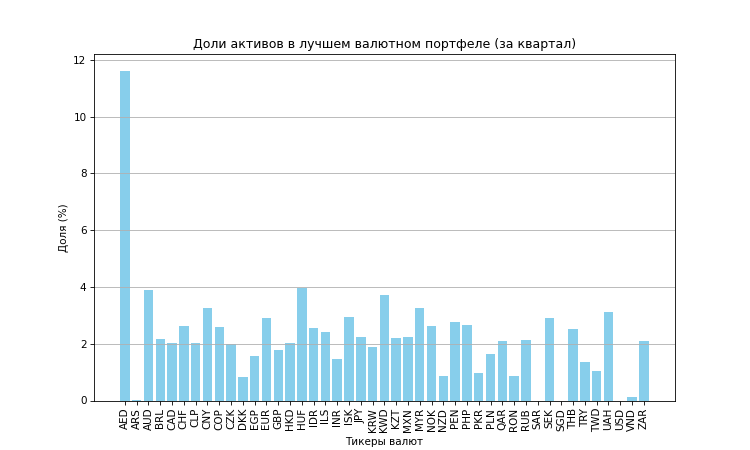 Доли активов в лучшем валютном портфеле (за квартал)
12
10
8
6
4
2
0
Доля (%)
AED
ARS
AUD
BRL
CAD
CHF
CLP
CNY
COP
CZK
DKK
EGP
EUR
GBP
HKD
HUF
IDR
ILS
INR
ISK
JPY
KRW
KWD
KZT
MXN
MYR
NOK
NZD
PEN
PHP
PKR
PLN
QAR
RON
RUB
SAR
SEK
SGD
THB
TRY
TWD
UAH
USD
VND
ZAR
Тикеры валют